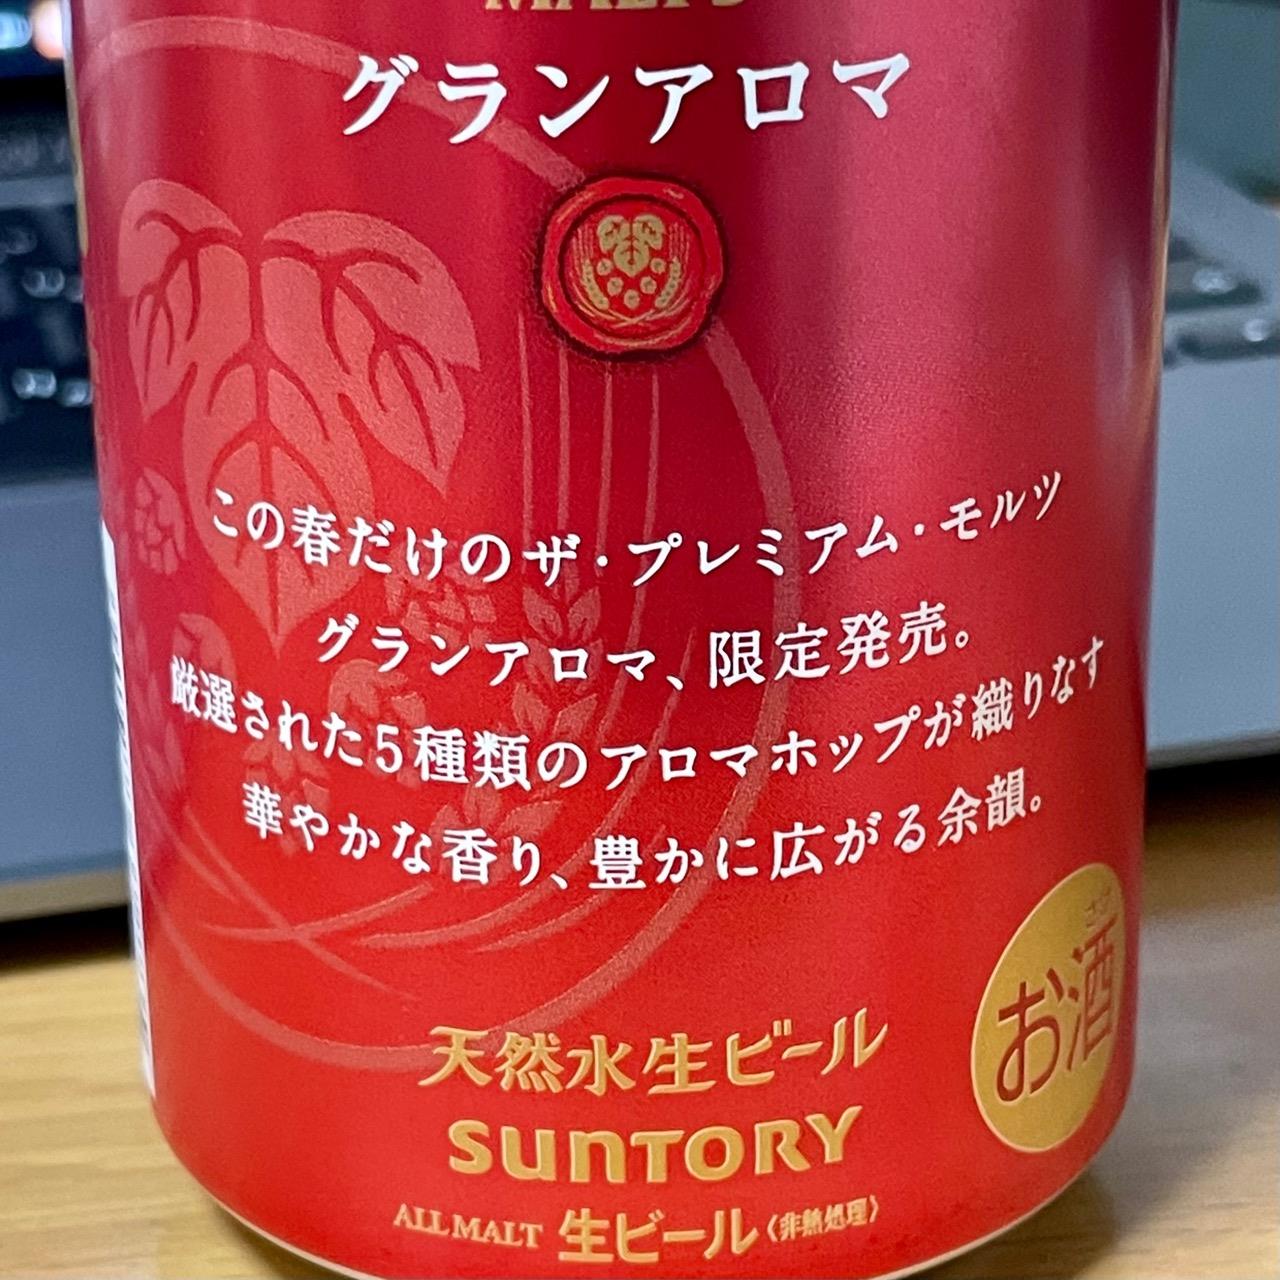 MALT'S
グランアロマ
この春だけのザ・プレミアム・モルツ
グランアロマ、限定発売。
厳選された5種類のアロマホップが織りなす
華やかな香り、豊かに広がる余韻。
お酒
天然水生ビール
SUNTORY
ALL MALT 生ビール〈非熱処理〉